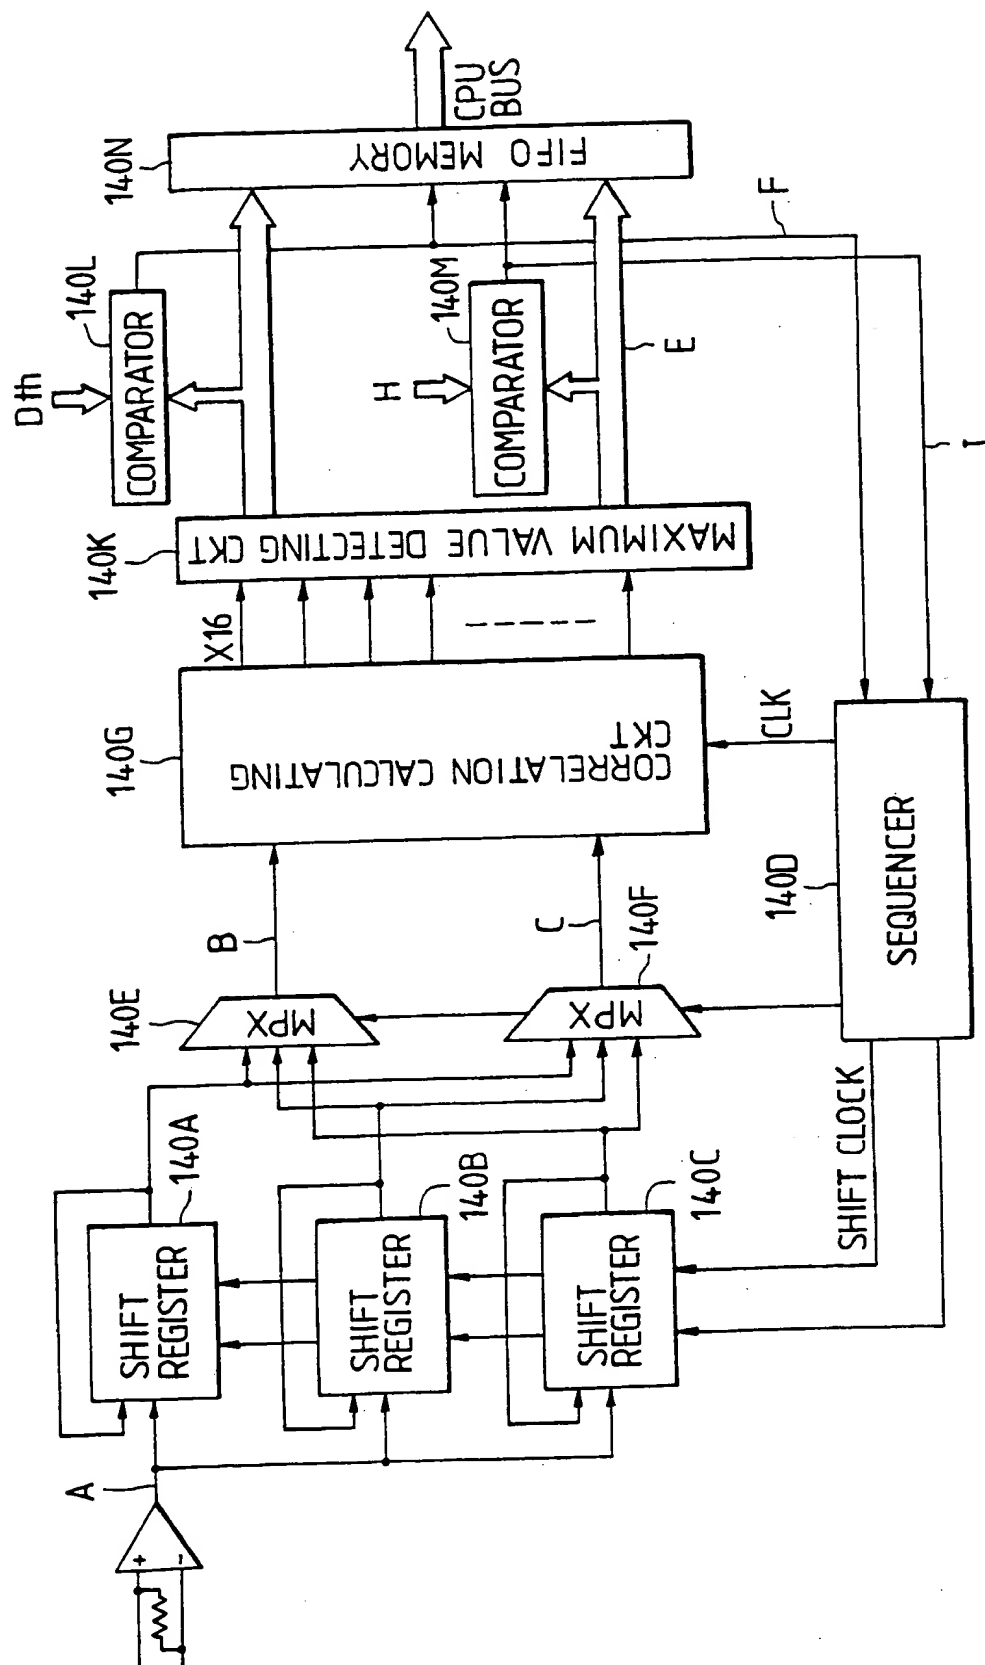 CPU
BUS
140N
FIFO MEMORY
F
140L
Dth
COMPARATOR
140M
H
COMPARATOR
E
I
140K
MAXIMUM VALUE DETECTING CKT
X16
140G
CORRELATION CALCULATING
CKT
CLK
B
C
140E
MPX
140F
MPX
140D
SEQUENCER
SHIFT CLOCK
140A
SHIFT
REGISTER
140B
SHIFT
REGISTER
140C
SHIFT
REGISTER
A
+
-